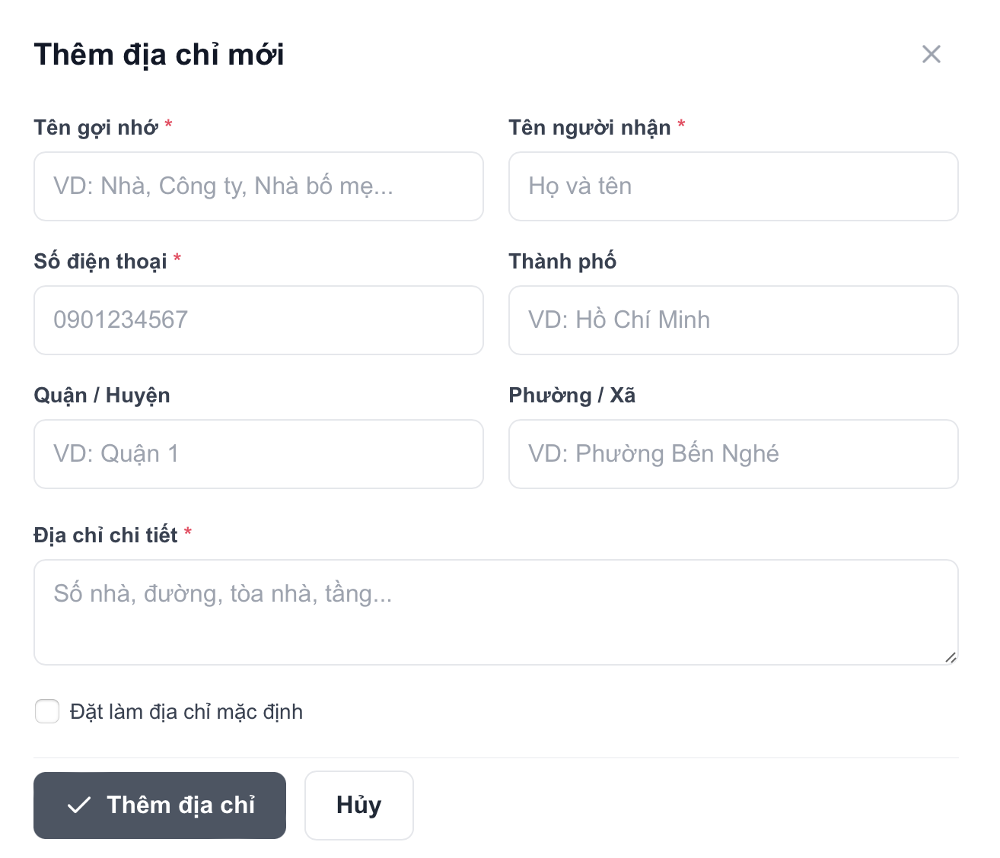 Thêm địa chỉ mới
Tên gợi nhớ *
Tên người nhận *
VD: Nhà, Công ty, Nhà bố mẹ...
Họ và tên
Số điện thoại *
Thành phố
0901234567
VD: Hồ Chí Minh
Quận / Huyện
Phường / Xã
VD: Quận 1
VD: Phường Bến Nghé
Địa chỉ chi tiết *
Số nhà, đường, tòa nhà, tầng...
Đặt làm địa chỉ mặc định
Thêm địa chỉ
Hủy